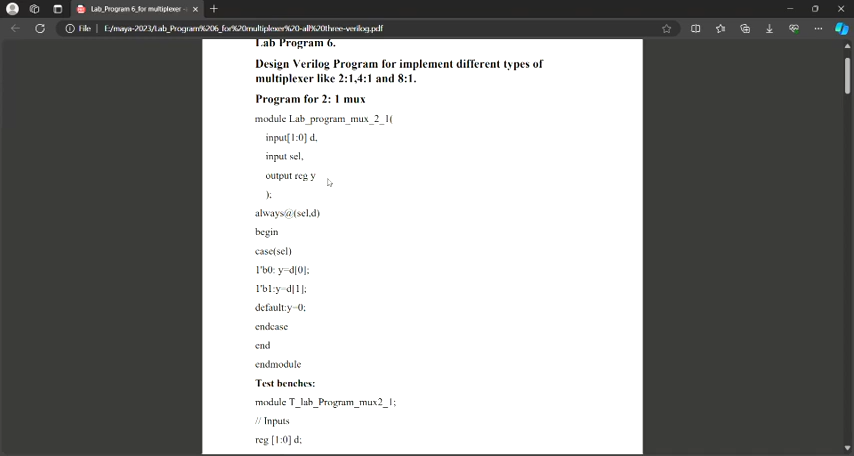 Lab_Program 6_for multiplexer -
File
E:/maya-2023/Lab_Program%206_for%20multiplexer%20-all%20three-verilog.pdf
Lab Program 6.
Design Verilog Program for implement different types of
multiplexer like 2:1,4:1 and 8:1.
Program for 2: 1 mux
module Lab_program_mux_2_1(
input[1:0] d,
input sel,
output reg y
);
always@(sel,d)
begin
case(sel)
1'b0: y=d[0];
1'b1:y=d[1];
default:y=0;
endcase
end
endmodule
Test benches:
module T_lab_Program_mux2_1;
// Inputs
reg [1:0] d;